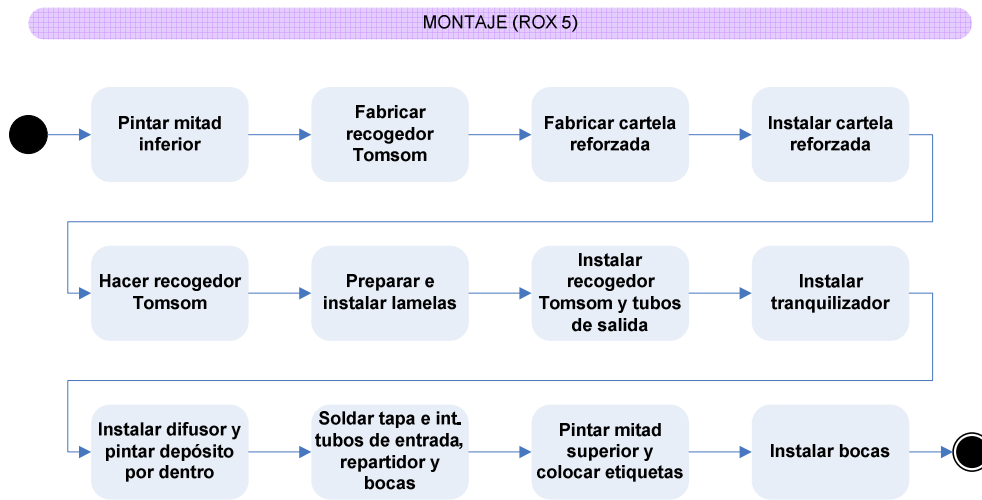 MONTAJE (ROX 5)
Pintar mitad
inferior
Fabricar
recogedor
Tomsom
Fabricar cartela
reforzada
Instalar cartela
reforzada
Hacer recogedor
Tomsom
Preparar e
instalar lamelas
Instalar
recogedor
Tomsom y tubos
de salida
Instalar
tranquilizador
Instalar difusor y
pintar depósito
por dentro
Soldar tapa e int.
tubos de entrada,
repartidor y
bocas
Pintar mitad
superior y
colocar etiquetas
Instalar bocas